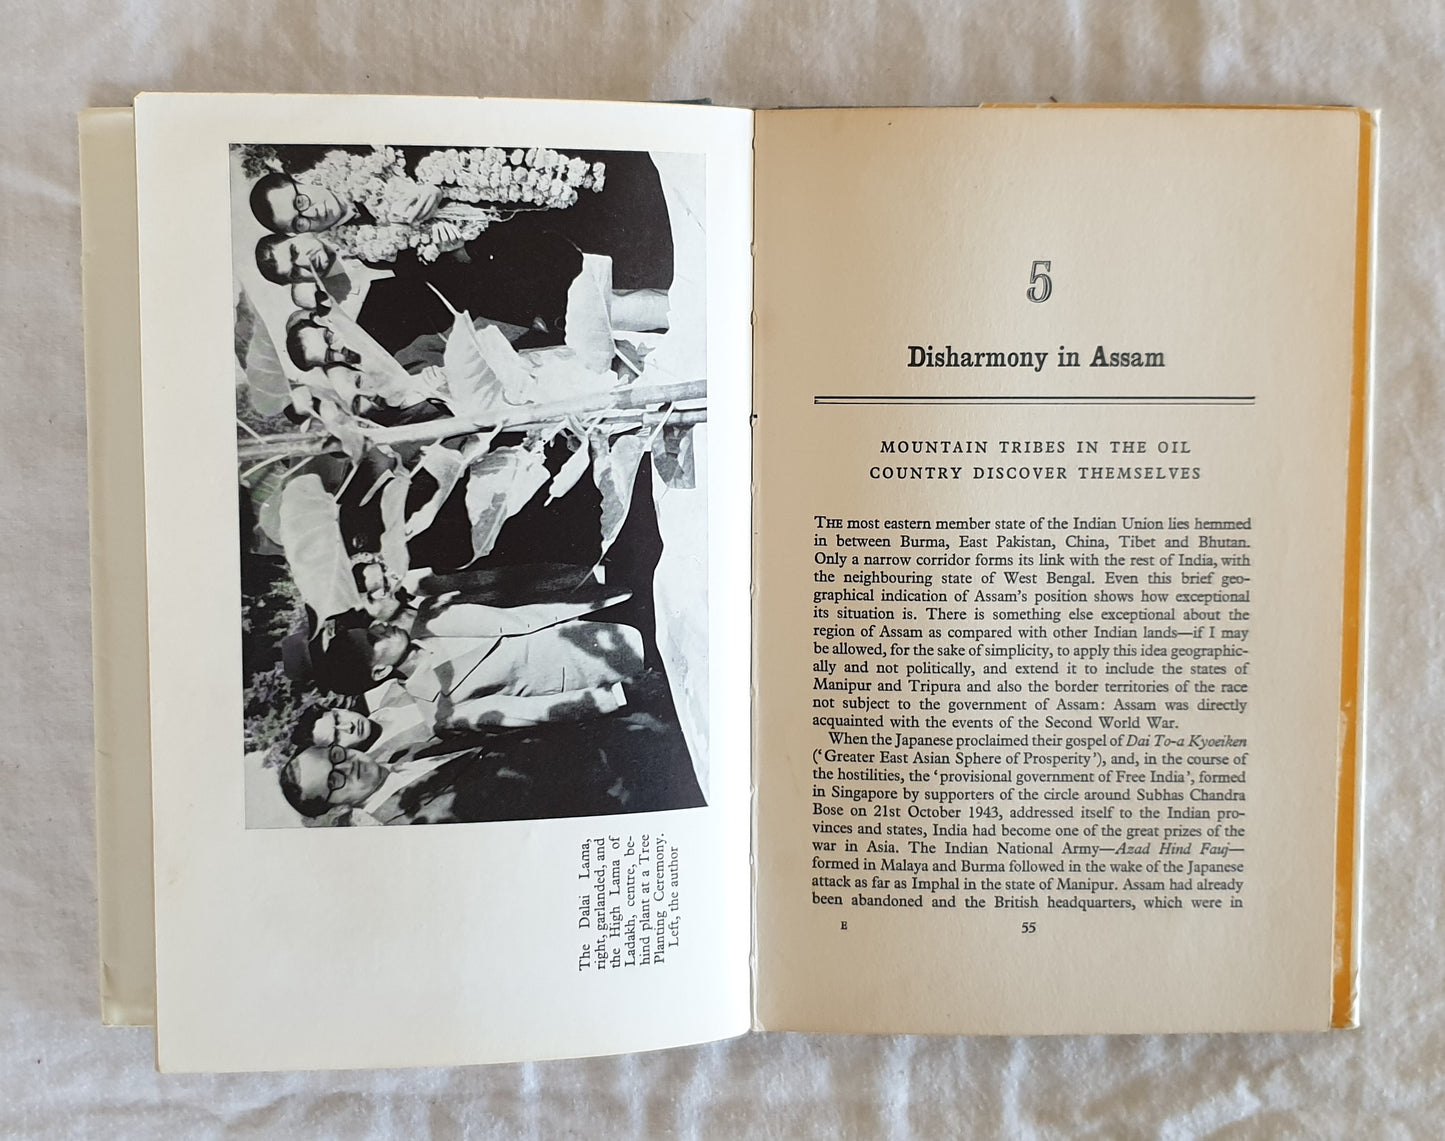 The Dalai Lama,
right, garlanded, and
the High Lama of
Ladakh, centre, be-
hind plant at a Tree
Planting Ceremony.
Left, the author
5
Disharmony in Assam
MOUNTAIN TRIBES IN THE OIL
COUNTRY DISCOVER THEMSELVES
THE most eastern member state of the Indian Union lies hemmed
in between Burma, East Pakistan, China, Tibet and Bhutan.
Only a narrow corridor forms its link with the rest of India, with
the neighbouring state of West Bengal. Even this brief geo-
graphical indication of Assam's position shows how exceptional
its situation is. There is something else exceptional about the
region of Assam as compared with other Indian lands—if I may
be allowed, for the sake of simplicity, to apply this idea geographic-
ally and not politically, and extend it to include the states of
Manipur and Tripura and also the border territories of the race
not subject to the government of Assam: Assam was directly
acquainted with the events of the Second World War.
When the Japanese proclaimed their gospel of Dai To-a Kyoeiken
('Greater East Asian Sphere of Prosperity'), and, in the course of
the hostilities, the 'provisional government of Free India', formed
in Singapore by supporters of the circle around Subhas Chandra
Bose on 21st October 1943, addressed itself to the Indian pro-
vinces and states, India had become one of the great prizes of the
war in Asia. The Indian National Army—Azad Hind Fauj—
formed in Malaya and Burma followed in the wake of the Japanese
attack as far as Imphal in the state of Manipur. Assam had already
been abandoned and the British headquarters, which were in
E 55